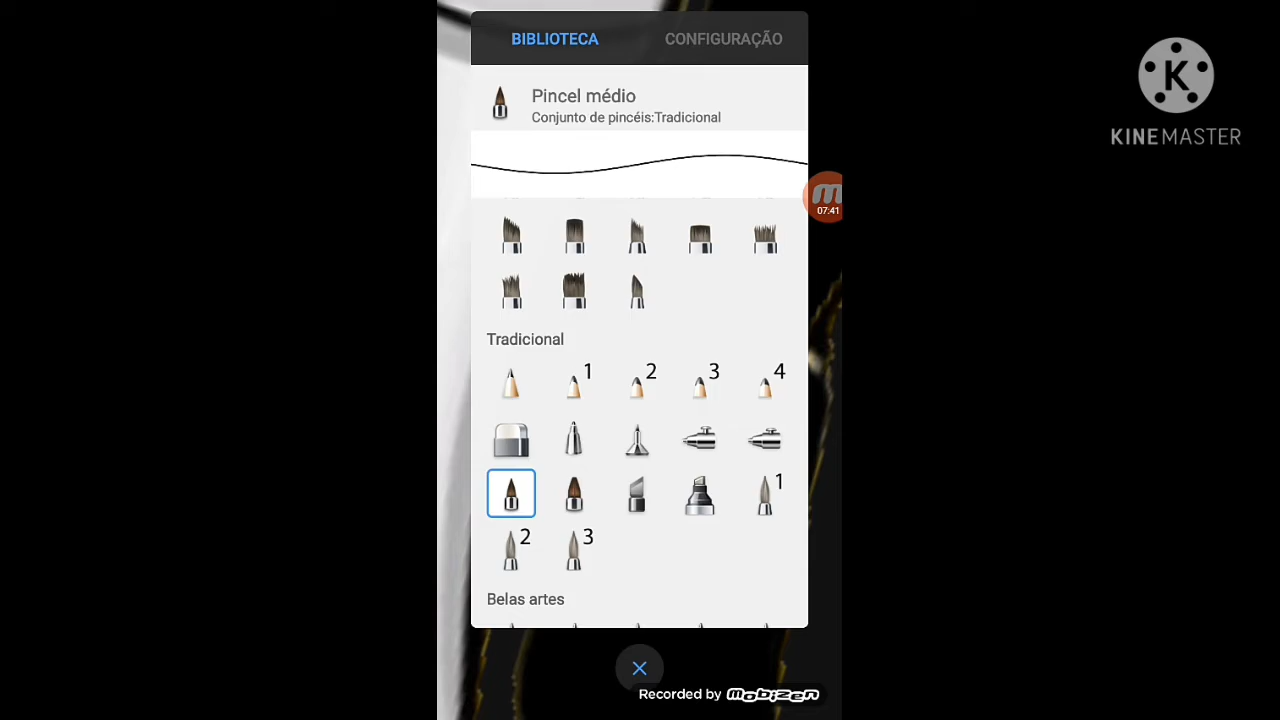 BIBLIOTECA CONFIGURAÇÃO
Pincel médio
Conjunto de pincéis:Tradicional
K
KINEMASTER
07:41
Tradicional
1 2 3 4
1
2 3
Belas artes
Recorded by Mobizen